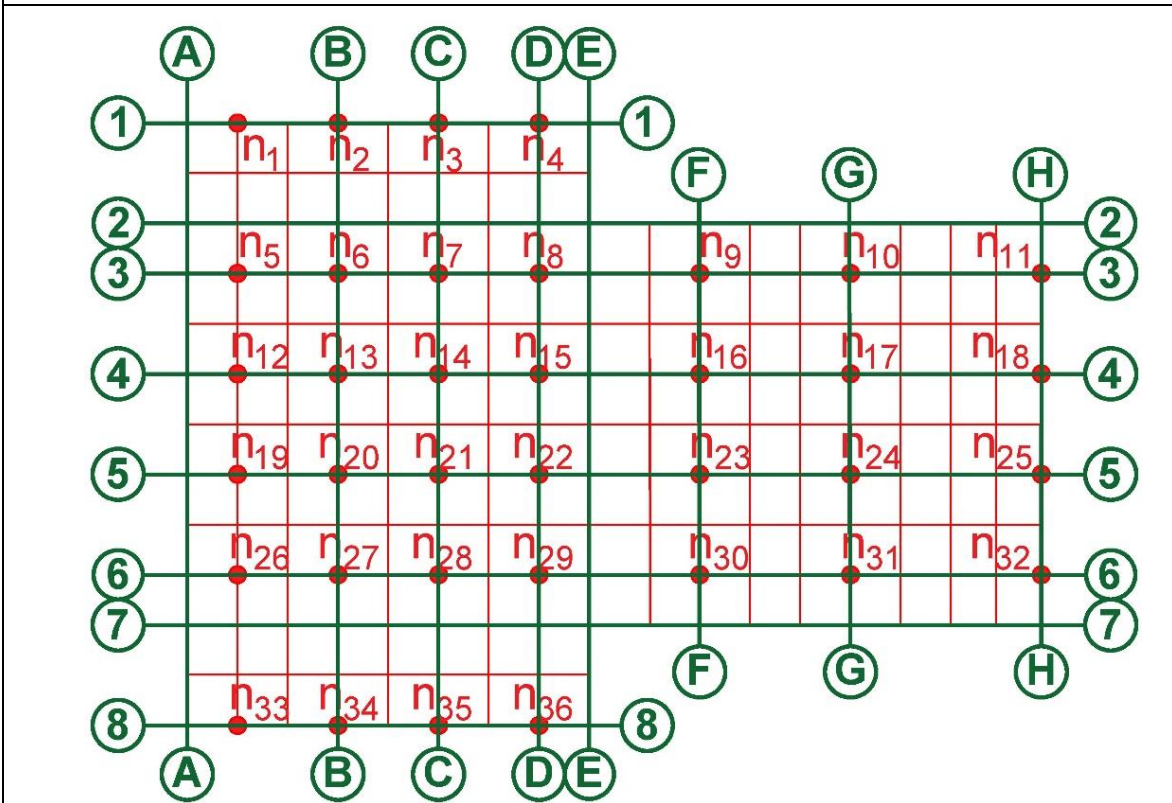 A B C D E
1 1
n1 n2 n3 n4
F G H
2 2
n5 n6 n7 n8 n9 n10 n11
3 3
n12 n13 n14 n15 n16 n17 n18
4 4
n19 n20 n21 n22 n23 n24 n25
5 5
n26 n27 n28 n29 n30 n31 n32
6 6
7 7
F G H
n33 n34 n35 n36
8 8
A B C D E